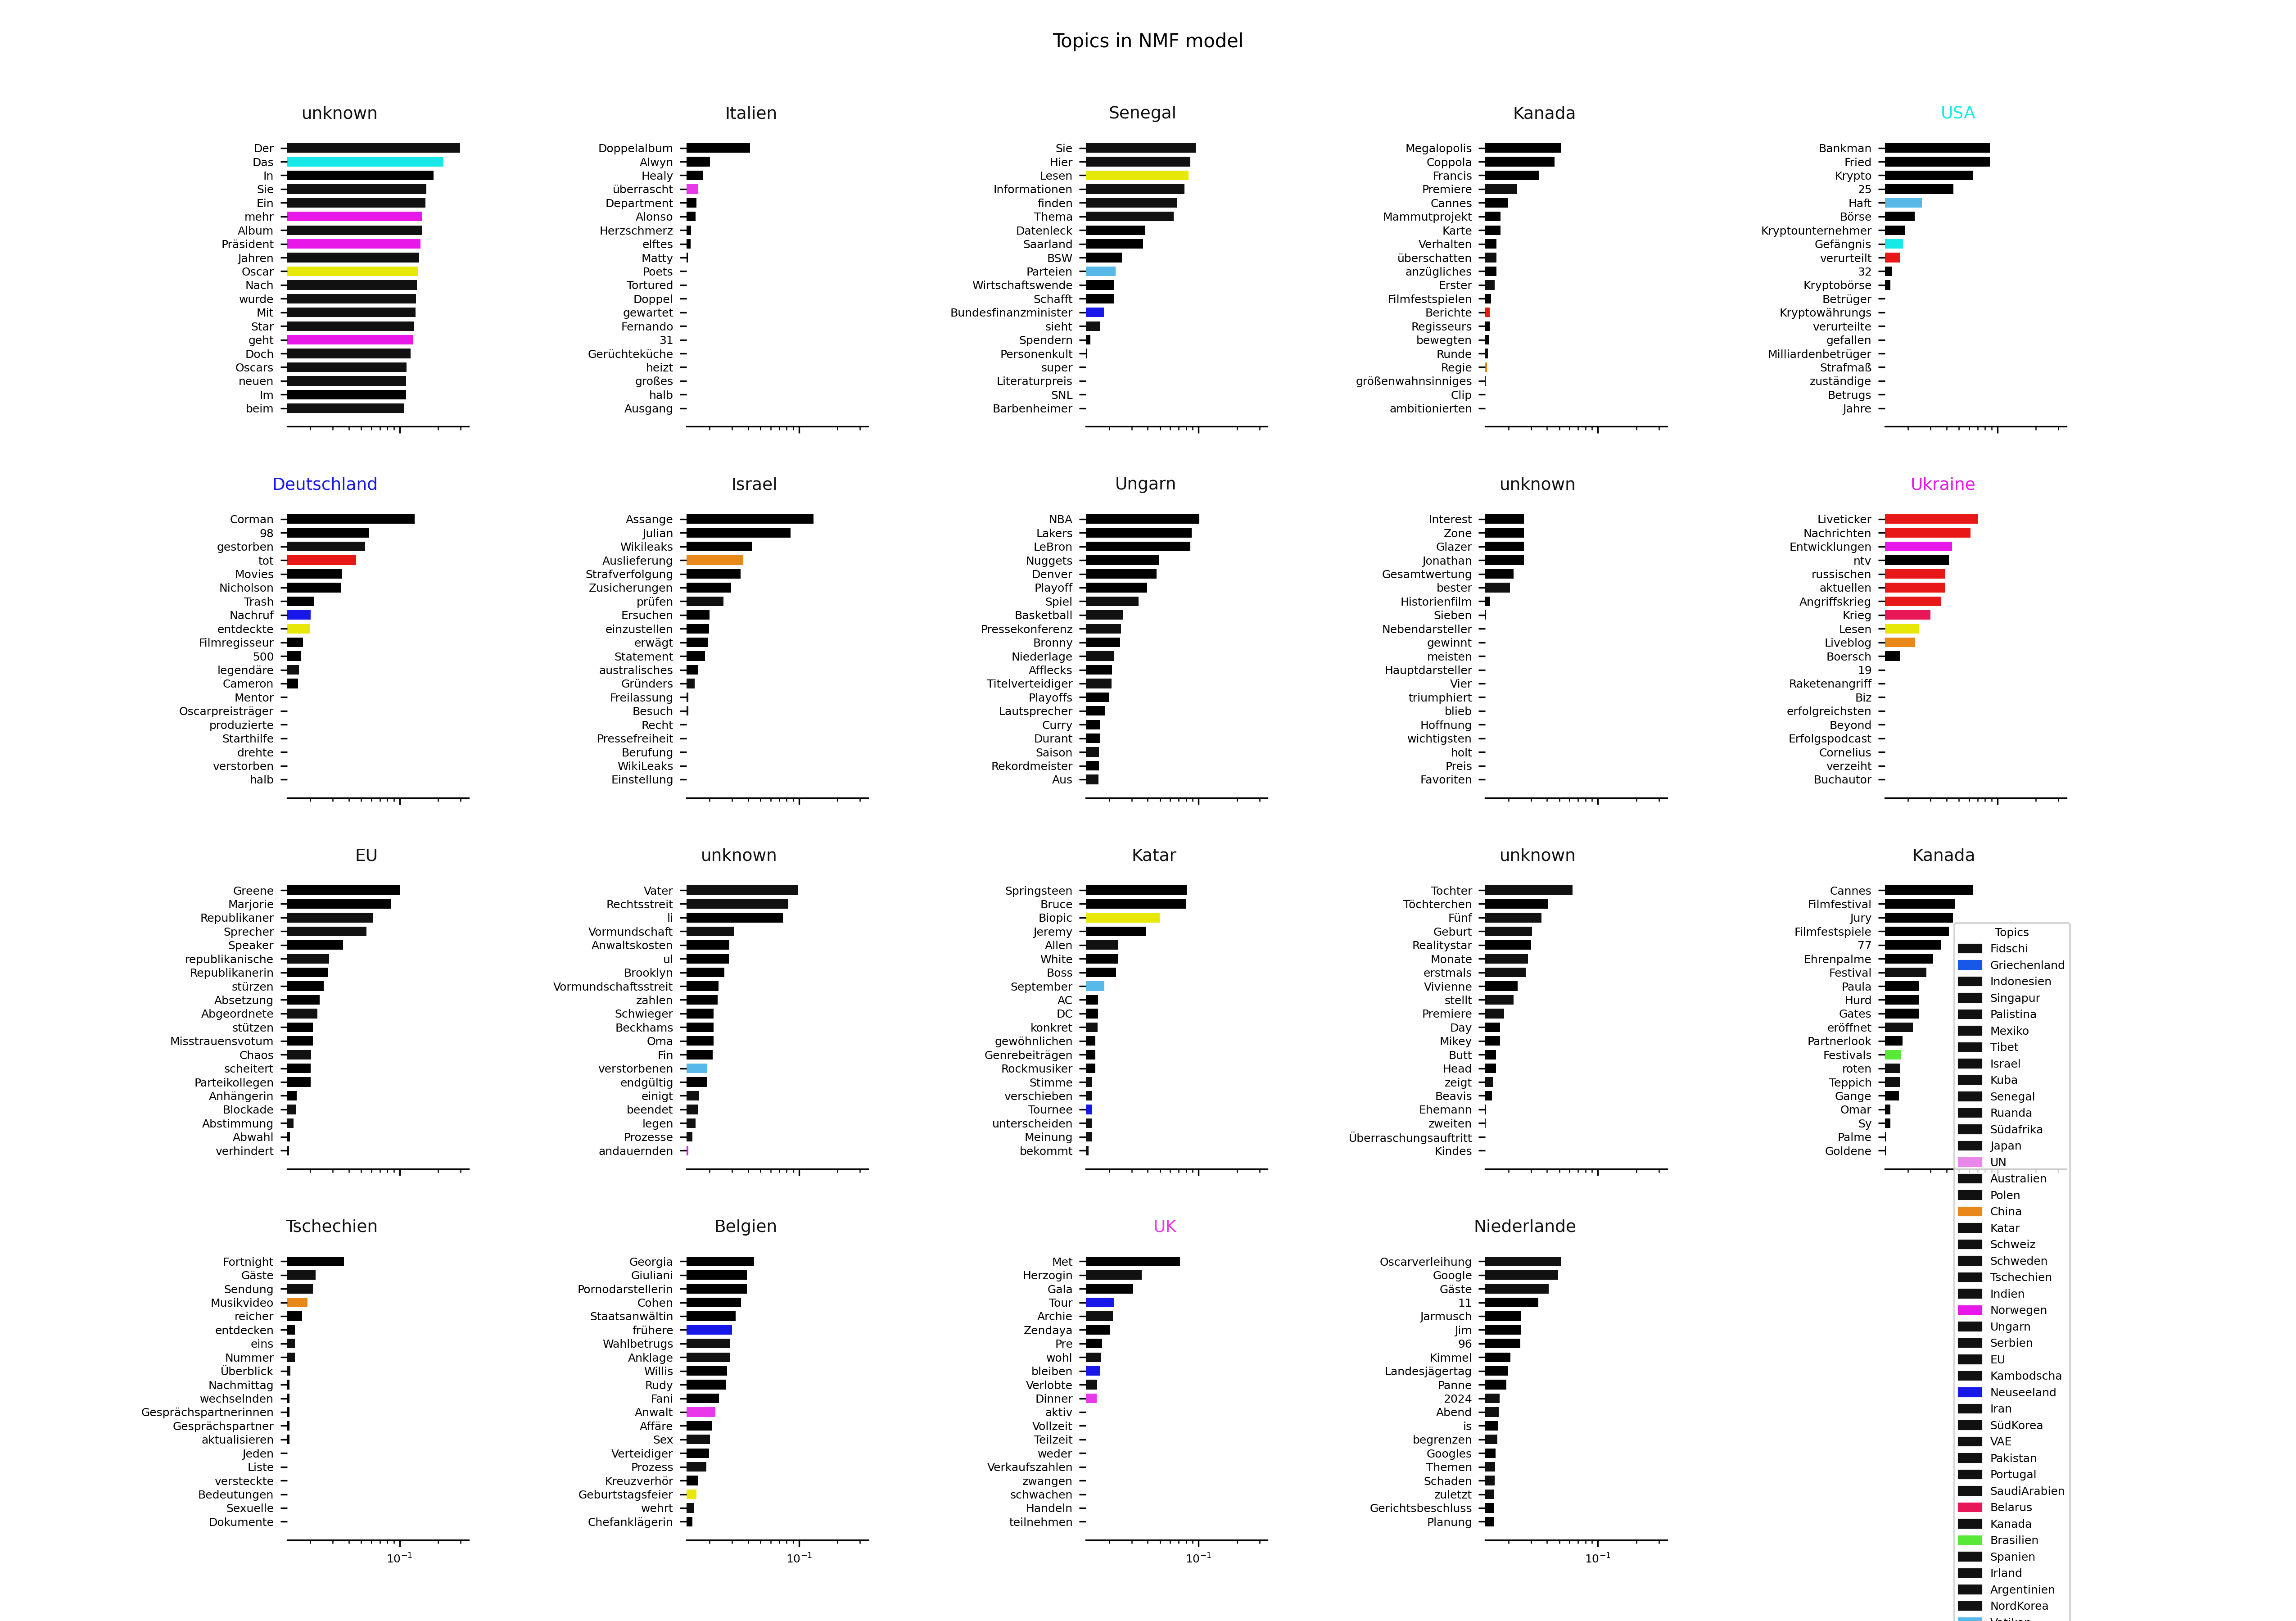 Topics in NMF model
unknown
Der
Das
In
Sie
Ein
mehr
Album
Präsident
Jahren
Oscar
Nach
wurde
Mit
Star
geht
Doch
Oscars
neuen
Im
beim
Italien
Doppelalbum
Alwyn
Healy
überrascht
Department
Alonso
Herzschmerz
elftes
Matty
Poets
Tortured
Doppel
gewartet
Fernando
31
Gerüchteküche
heizt
großes
halb
Ausgang
Senegal
Sie
Hier
Lesen
Informationen
finden
Thema
Datenleck
Saarland
BSW
Parteien
Wirtschaftswende
Schafft
Bundesfinanzminister
sieht
Spendern
Personenkult
super
Literaturpreis
SNL
Barbenheimer
Kanada
Megalopolis
Coppola
Francis
Premiere
Cannes
Mammutprojekt
Karte
Verhalten
überschatten
anzügliches
Erster
Filmfestspielen
Berichte
Regisseurs
bewegten
Runde
Regie
größenwahnsinniges
Clip
ambitionierten
USA
Bankman
Fried
Krypto
25
Haft
Börse
Kryptounternehmer
Gefängnis
verurteilt
32
Kryptobörse
Betrüger
Kryptowährungs
verurteilte
gefallen
Milliardenbetrüger
Strafmaß
zuständige
Betrugs
Jahre
Deutschland
Corman
98
gestorben
tot
Movies
Nicholson
Trash
Nachruf
entdeckte
Filmregisseur
500
legendäre
Cameron
Mentor
Oscarpreisträger
produzierte
Starthilfe
drehte
verstorben
halb
Israel
Assange
Julian
Wikileaks
Auslieferung
Strafverfolgung
Zusicherungen
prüfen
Ersuchen
einzustellen
erwägt
Statement
australisches
Gründers
Freilassung
Besuch
Recht
Pressefreiheit
Berufung
WikiLeaks
Einstellung
Ungarn
NBA
Lakers
LeBron
Nuggets
Denver
Playoff
Spiel
Basketball
Pressekonferenz
Bronny
Niederlage
Afflecks
Titelverteidiger
Playoffs
Lautsprecher
Curry
Durant
Saison
Rekordmeister
Aus
unknown
Interest
Zone
Glazer
Jonathan
Gesamtwertung
bester
Historienfilm
Sieben
Nebendarsteller
gewinnt
meisten
Hauptdarsteller
Vier
triumphiert
blieb
Hoffnung
wichtigsten
holt
Preis
Favoriten
Ukraine
Liveticker
Nachrichten
Entwicklungen
ntv
russischen
aktuellen
Angriffskrieg
Krieg
Lesen
Liveblog
Boersch
19
Raketenangriff
Biz
erfolgreichsten
Beyond
Erfolgspodcast
Cornelius
verzeiht
Buchautor
EU
Greene
Marjorie
Republikaner
Sprecher
Speaker
republikanische
Republikanerin
stürzen
Absetzung
Abgeordnete
stützen
Misstrauensvotum
Chaos
scheitert
Parteikollegen
Anhängerin
Blockade
Abstimmung
Abwahl
verhindert
unknown
Vater
Rechtsstreit
li
Vormundschaft
Anwaltskosten
ul
Brooklyn
Vormundschaftsstreit
zahlen
Schwieger
Beckhams
Oma
Fin
verstorbenen
endgültig
einigt
beendet
legen
Prozesse
andauernden
Katar
Springsteen
Bruce
Biopic
Jeremy
Allen
White
Boss
September
AC
DC
konkret
gewöhnlichen
Genrebeiträgen
Rockmusiker
Stimme
verschieben
Tournee
unterscheiden
Meinung
bekommt
unknown
Tochter
Töchterchen
Fünf
Geburt
Realitystar
Monate
erstmals
Vivienne
stellt
Premiere
Day
Mikey
Butt
Head
zeigt
Beavis
Ehemann
zweiten
Überraschungsauftritt
Kindes
Kanada
Cannes
Filmfestival
Jury
Filmfestspiele
77
Ehrenpalme
Festival
Paula
Hurd
Gates
eröffnet
Partnerlook
Festivals
roten
Teppich
Gange
Omar
Sy
Palme
Goldene
Tschechien
Fortnight
Gäste
Sendung
Musikvideo
reicher
entdecken
eins
Nummer
Überblick
Nachmittag
wechselnden
Gesprächspartnerinnen
Gesprächspartner
aktualisieren
Jeden
Liste
versteckte
Bedeutungen
Sexuelle
Dokumente
10⁻¹
Belgien
Georgia
Giuliani
Pornodarstellerin
Cohen
Staatsanwältin
frühere
Wahlbetrugs
Anklage
Willis
Rudy
Fani
Anwalt
Affäre
Sex
Verteidiger
Prozess
Kreuzverhör
Geburtstagsfeier
wehrt
Chefanklägerin
10⁻¹
UK
Met
Herzogin
Gala
Tour
Archie
Zendaya
Pre
wohl
bleiben
Verlobte
Dinner
aktiv
Vollzeit
Teilzeit
weder
Verkaufszahlen
zwangen
schwachen
Handeln
teilnehmen
10⁻¹
Niederlande
Oscarverleihung
Google
Gäste
11
Jarmusch
Jim
96
Kimmel
Landesjägertag
Panne
2024
Abend
is
begrenzen
Googles
Themen
Schaden
zuletzt
Gerichtsbeschluss
Planung
10⁻¹
Topics
Fidschi
Griechenland
Indonesien
Singapur
Palistina
Mexiko
Tibet
Israel
Kuba
Senegal
Ruanda
Südafrika
Japan
UN
Australien
Polen
China
Katar
Schweiz
Schweden
Tschechien
Indien
Norwegen
Ungarn
Serbien
EU
Kambodscha
Neuseeland
Iran
SüdKorea
VAE
Pakistan
Portugal
SaudiArabien
Belarus
Kanada
Brasilien
Spanien
Irland
Argentinien
NordKorea